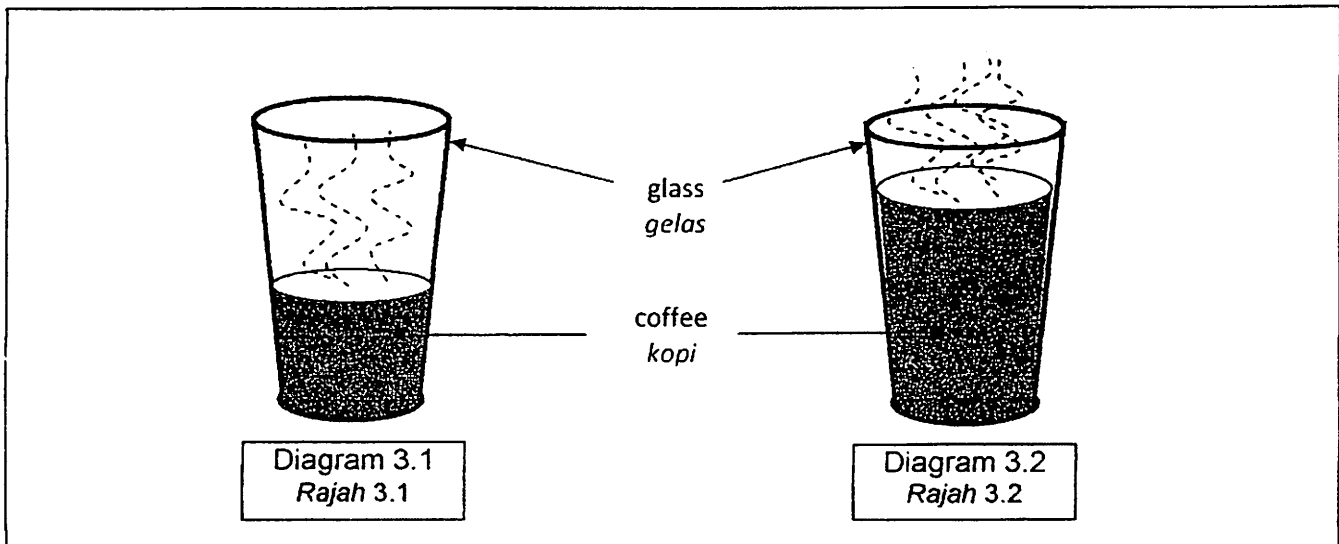 glass
gelas
coffee
kopi
Diagram 3.1
Rajah 3.1
Diagram 3.2
Rajah 3.2